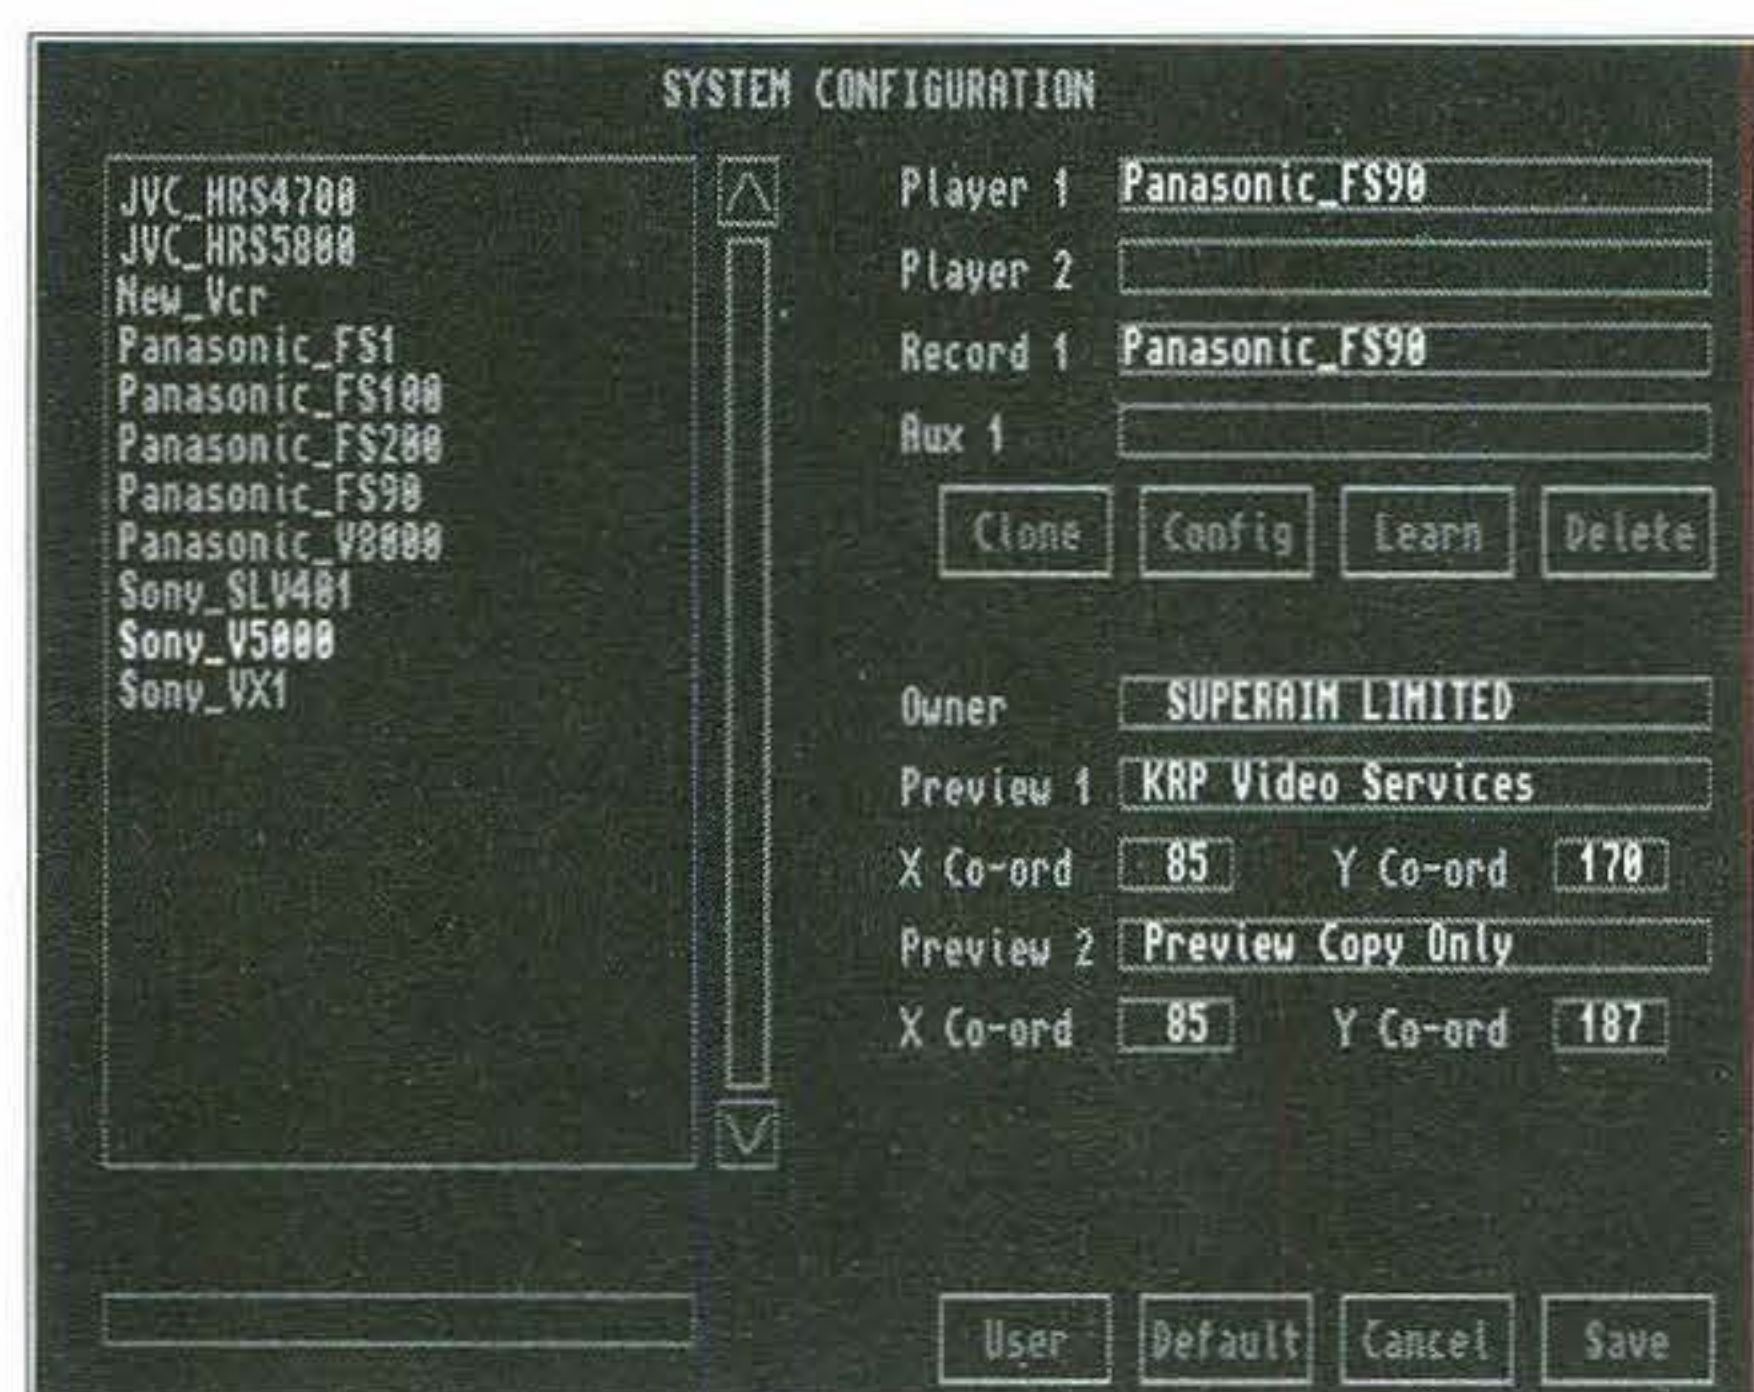 SYSTEM CONFIGURATION
JVC_HRS4700
JVC_HRS5800
New_Vcr
Panasonic_FS1
Panasonic_FS100
Panasonic_FS200
Panasonic_FS90
Panasonic_V8000
Sony_SLV401
Sony_V5000
Sony_VX1
Player 1 Panasonic_FS90
Player 2
Record 1 Panasonic_FS90
Aux 1
Clone Config Learn Delete
Owner SUPERAIM LIMITED
Preview 1 KRP Video Services
X Co-ord 85 Y Co-ord 170
Preview 2 Preview Copy Only
X Co-ord 85 Y Co-ord 187
User Default Cancel Save